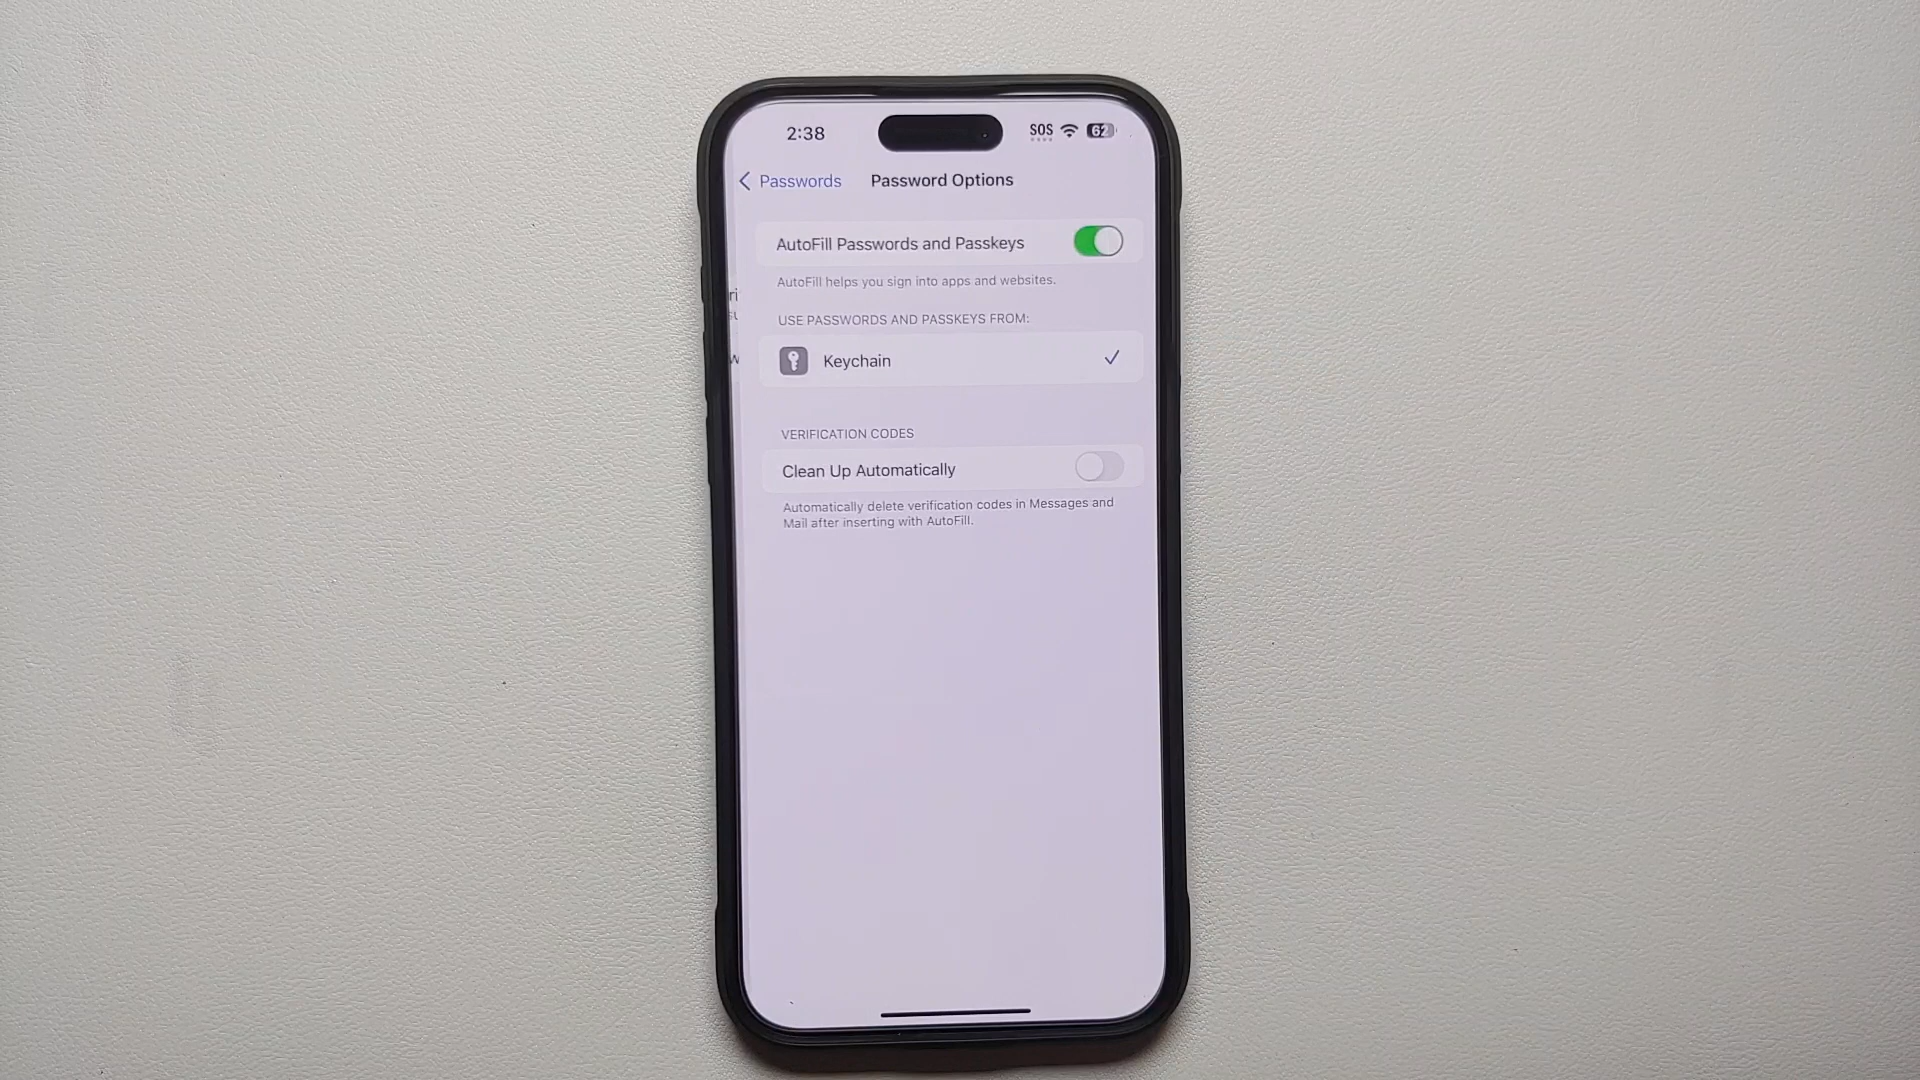 2:38
SOS
62
Passwords
Password Options
AutoFill Passwords and Passkeys
AutoFill helps you sign into apps and websites.
USE PASSWORDS AND PASSKEYS FROM:
Keychain
VERIFICATION CODES
Clean Up Automatically
Automatically delete verification codes in Messages and
Mail after inserting with AutoFill.